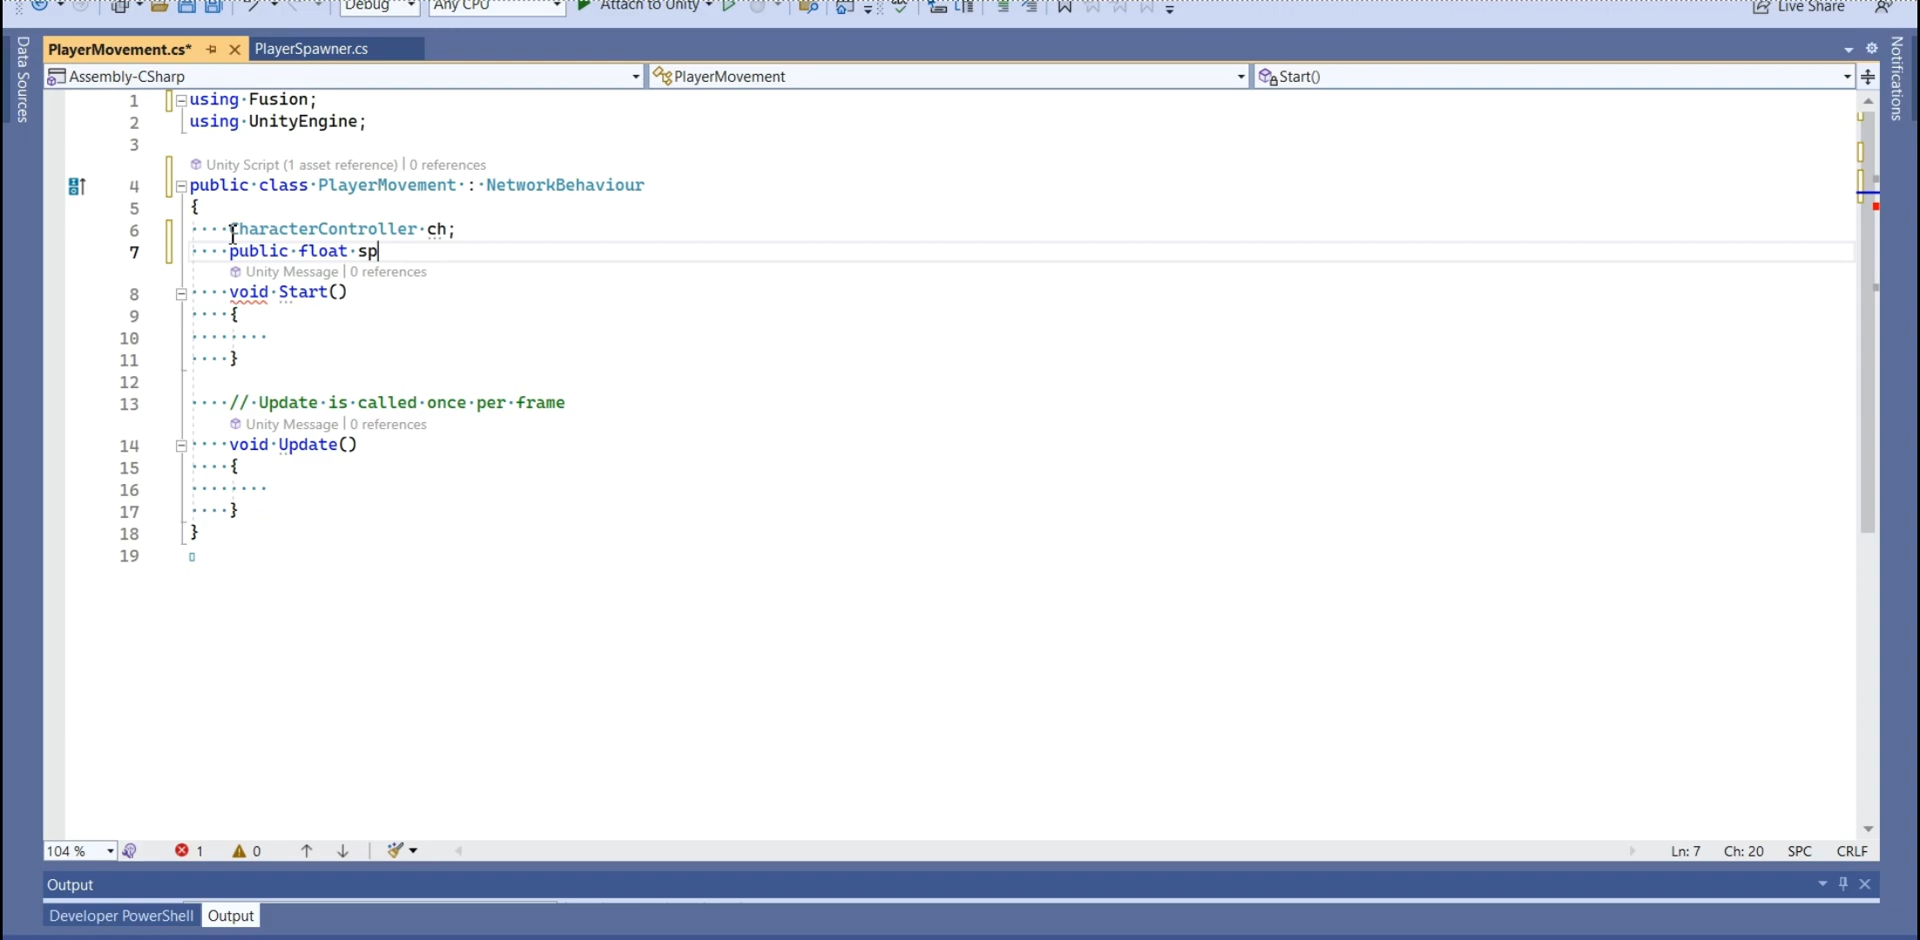 Debug Any CPU Attach to Unity Live Share
Data Sources
PlayerMovement.cs* PlayerSpawner.cs
Notifications
Assembly-CSharp PlayerMovement Start()
1 using Fusion;
2 using UnityEngine;
3
Unity Script (1 asset reference) | 0 references
4 public class PlayerMovement : NetworkBehaviour
5 {
6 CharacterController ch;
7 public float sp
Unity Message | 0 references
8 void Start()
9 {
10
11 }
12
13 // Update is called once per frame
Unity Message | 0 references
14 void Update()
15 {
16
17 }
18 }
19
104 % 1 0 Ln: 7 Ch: 20 SPC CRLF
Output
Developer PowerShell Output